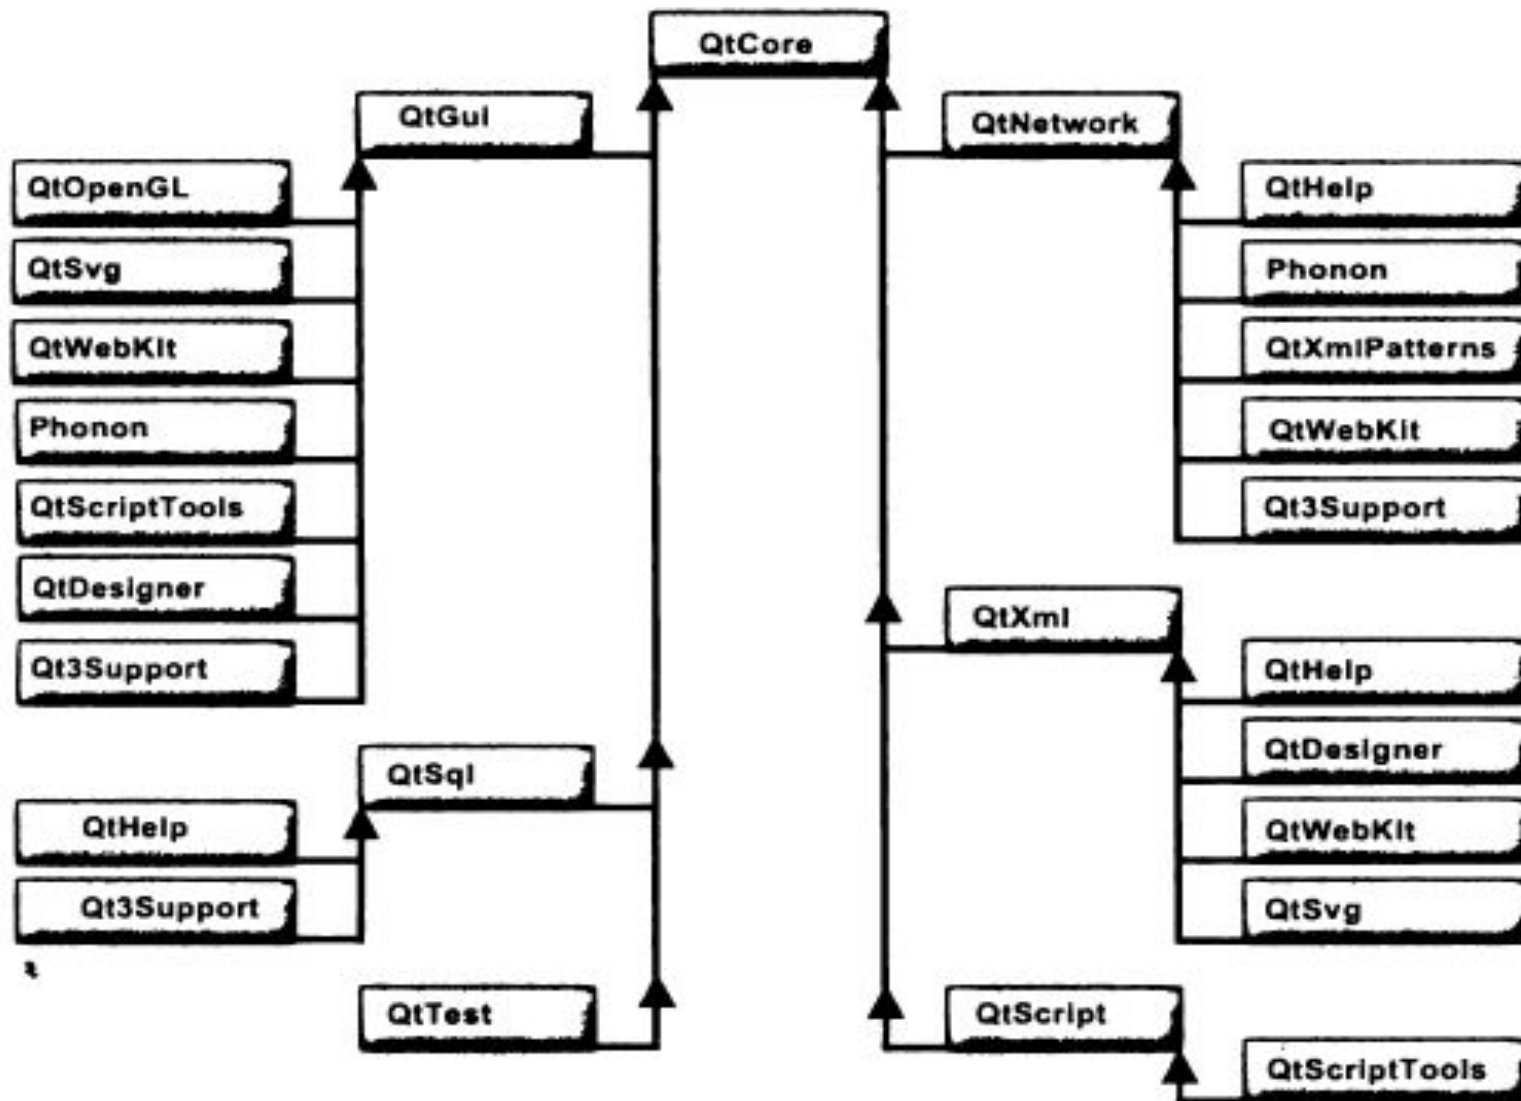 QtCore
QtGui
QtNetwork
QtOpenGL
QtHelp
QtSvg
Phonon
QtWebKit
QtXmlPatterns
Phonon
QtWebKit
QtScriptTools
Qt3Support
QtDesigner
QtXml
Qt3Support
QtHelp
QtSql
QtDesigner
QtHelp
QtWebKit
Qt3Support
QtSvg
QtTest
QtScript
QtScriptTools